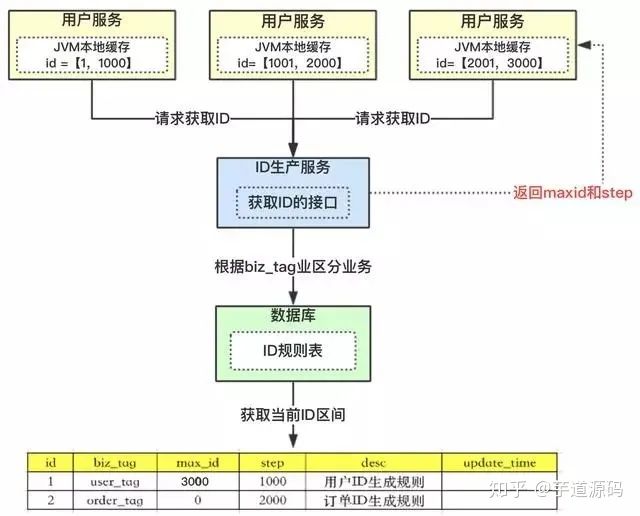 用户服务
用户服务
用户服务
JVM本地缓存
id =【1，1000】
JVM本地缓存
id=【1001，2000】
JVM本地缓存
id=【2001，3000】
请求获取ID
请求获取ID
ID生产服务
获取ID的接口
返回maxid和step
根据biz_tag业区分业务
数据库
ID规则表
获取当前ID区间
id biz_tag max_id step desc update_time
1 user_tag 3000 1000 用户ID生成规则
2 order_tag 0 2000 订单ID生成规则
知乎 @芋道源码